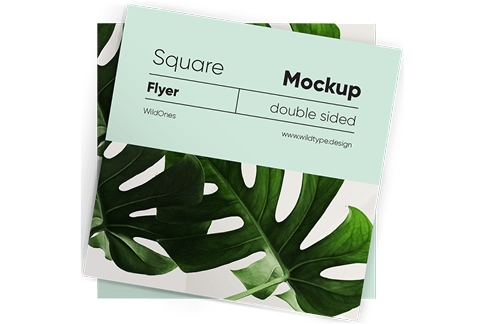 Square
Mockup
Flyer
double sided
WildOnes
www.wildtype.design